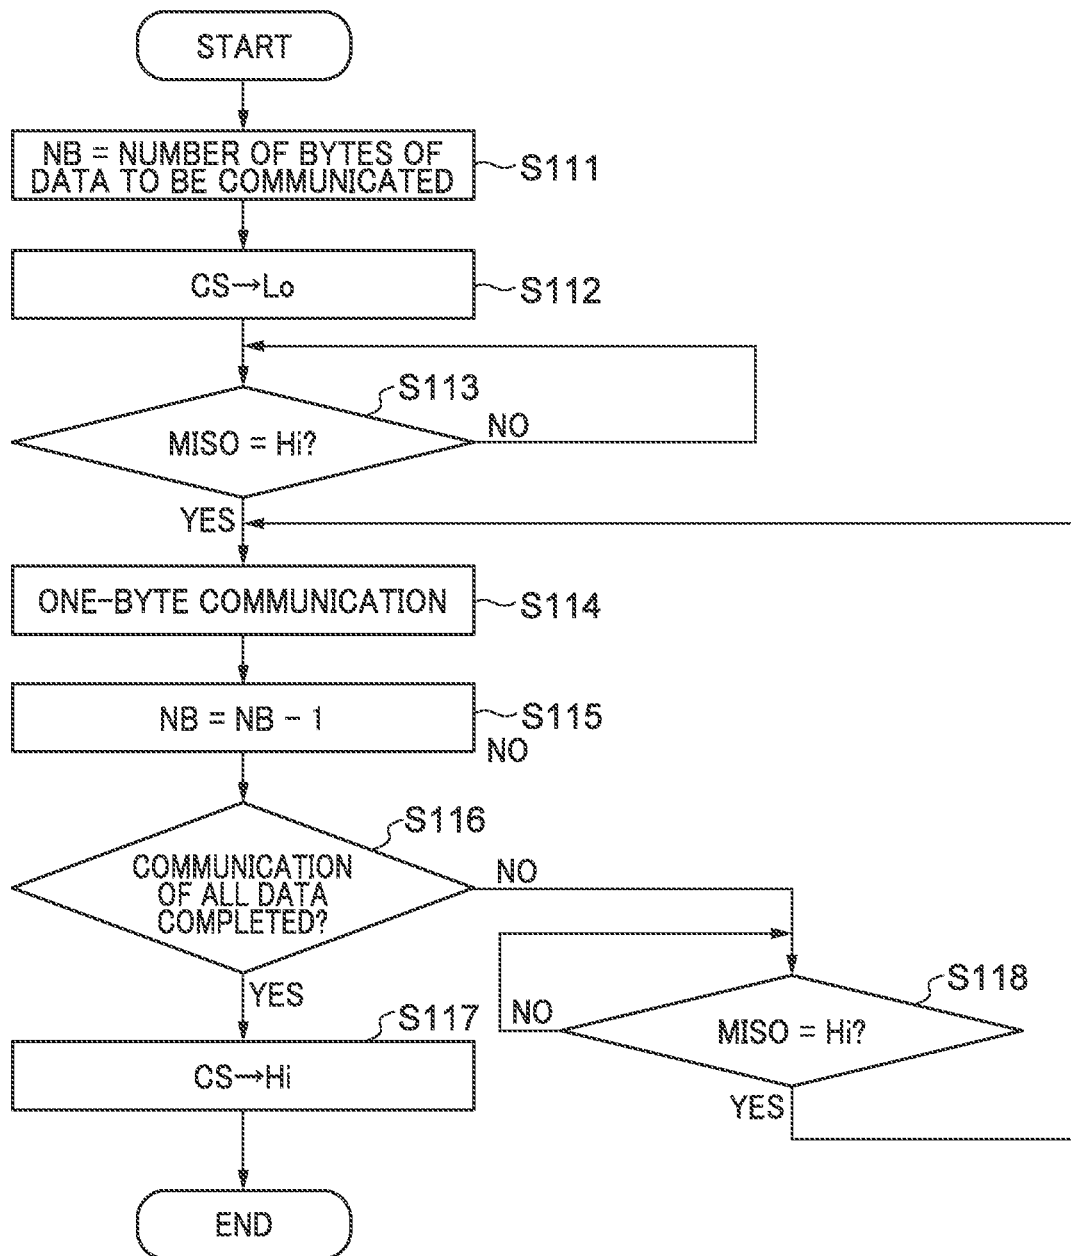 START
NB = NUMBER OF BYTES OF
DATA TO BE COMMUNICATED
S111
CS→Lo
S112
S113
MISO = Hi?
NO
YES
ONE-BYTE COMMUNICATION
S114
NB = NB - 1
S115
NO
S116
COMMUNICATION
OF ALL DATA
COMPLETED?
NO
YES
S118
MISO = Hi?
NO
YES
S117
CS→Hi
END